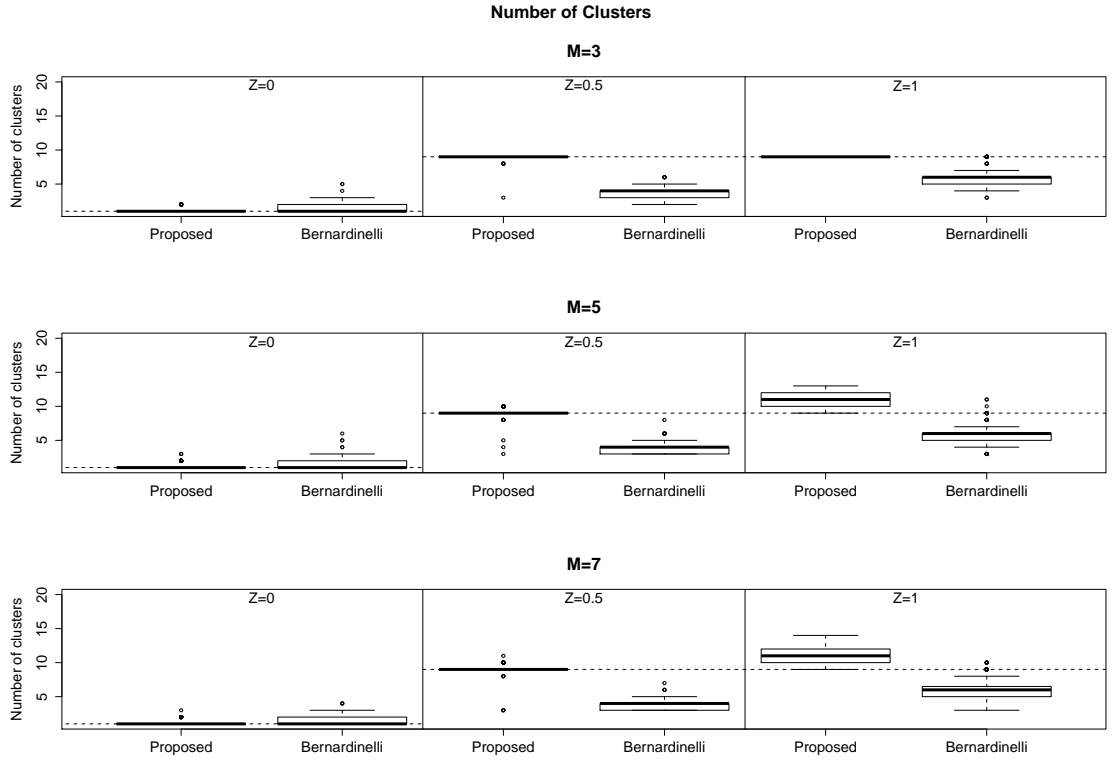 Number of Clusters
M=3
Number of clusters
20
15
10
5
Z=0
Z=0.5
Z=1
Proposed
Bernardinelli
Proposed
Bernardinelli
Proposed
Bernardinelli
M=5
Number of clusters
20
15
10
5
Z=0
Z=0.5
Z=1
Proposed
Bernardinelli
Proposed
Bernardinelli
Proposed
Bernardinelli
M=7
Number of clusters
20
15
10
5
Z=0
Z=0.5
Z=1
Proposed
Bernardinelli
Proposed
Bernardinelli
Proposed
Bernardinelli